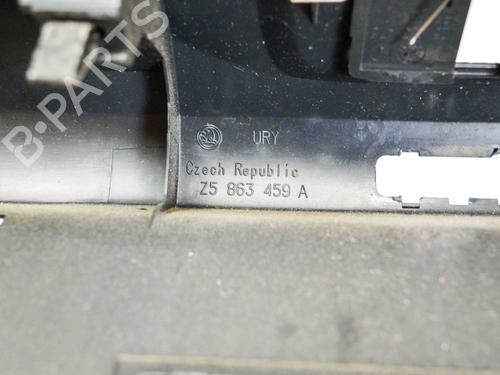 B-PARTS
URY
Czech Republic
Z5 863 459 A